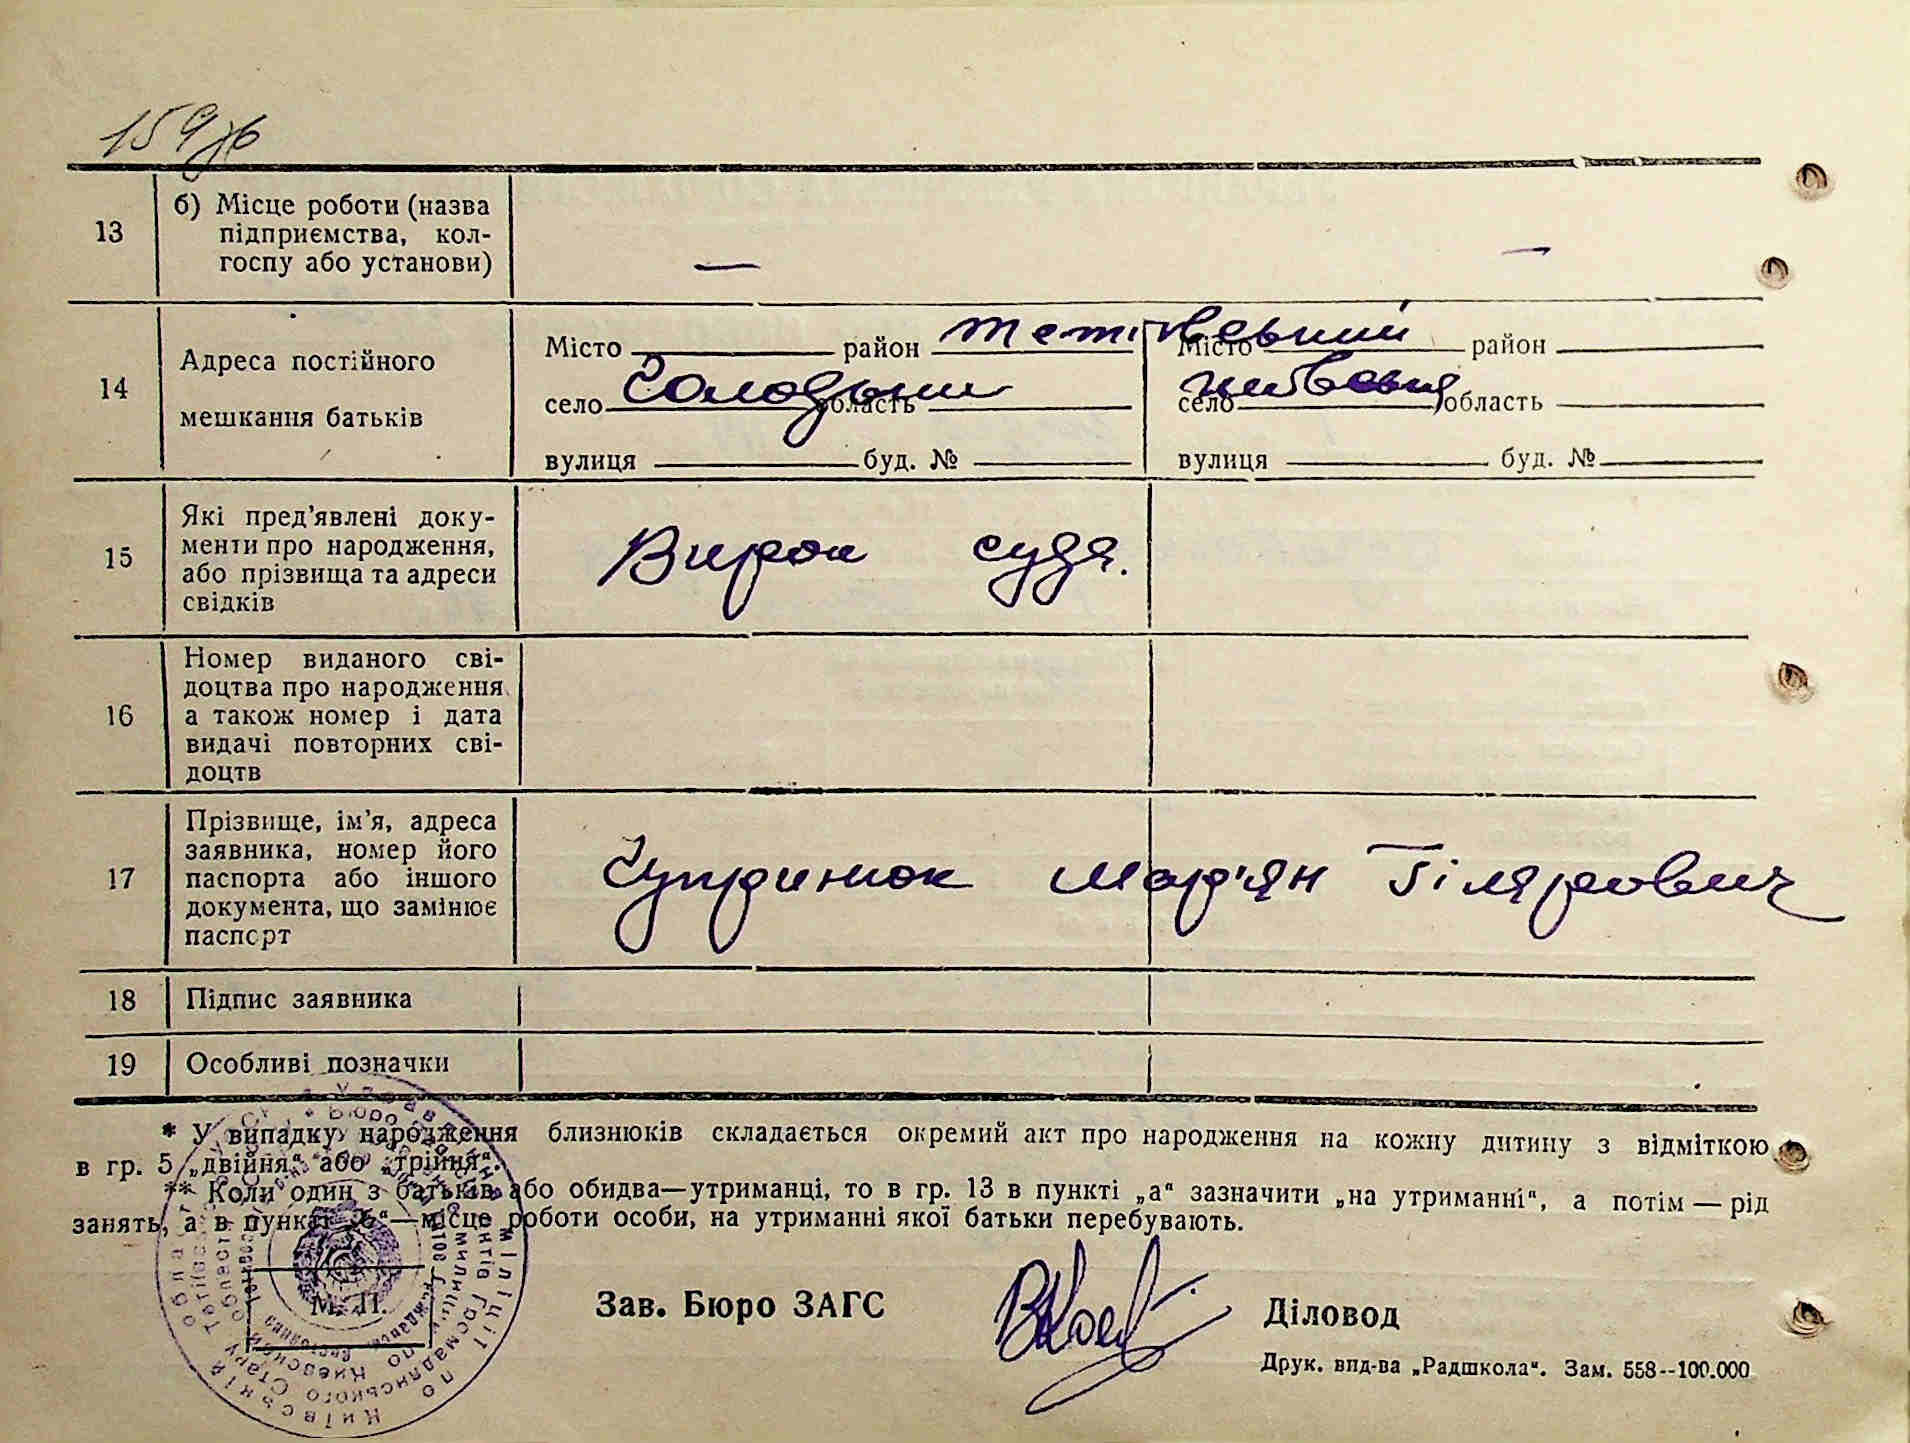 159зв
13
б) Місце роботи (назва
підприємства, кол-
госпу або установи)
— —
14
Адреса постійного
мешкання батьків
Місто район Тетіївський Місто район
село Солодьки область село область
вулиця буд. № вулиця буд. №
15
Які пред'явлені доку-
менти про народження,
або прізвища та адреси
свідків
Вирок судя.
16
Номер виданого сві-
доцтва про народження
а також номер і дата
видачі повторних сві-
доцтв
17
Прізвище, ім'я, адреса
заявника, номер його
паспорта або іншого
документа, що замінює
паспорт
Супринюк Мар'ян Гілярович
18 Підпис заявника
19 Особливі позначки
* У випадку народження близнюків складається окремий акт про народження на кожну дитину з відміткою
в гр. 5 „двійня“ або „трійня“.
** Коли один з батьків або обидва—утриманці, то в гр. 13 в пункті „а“ зазначити „на утриманні“, а потім — рід
занять, а в пункті „б“—місце роботи особи, на утриманні якої батьки перебувають.
М. П.
Зав. Бюро ЗАГС
Діловод
Друк. впд-ва „Радшкола“. Зам. 558--100.000